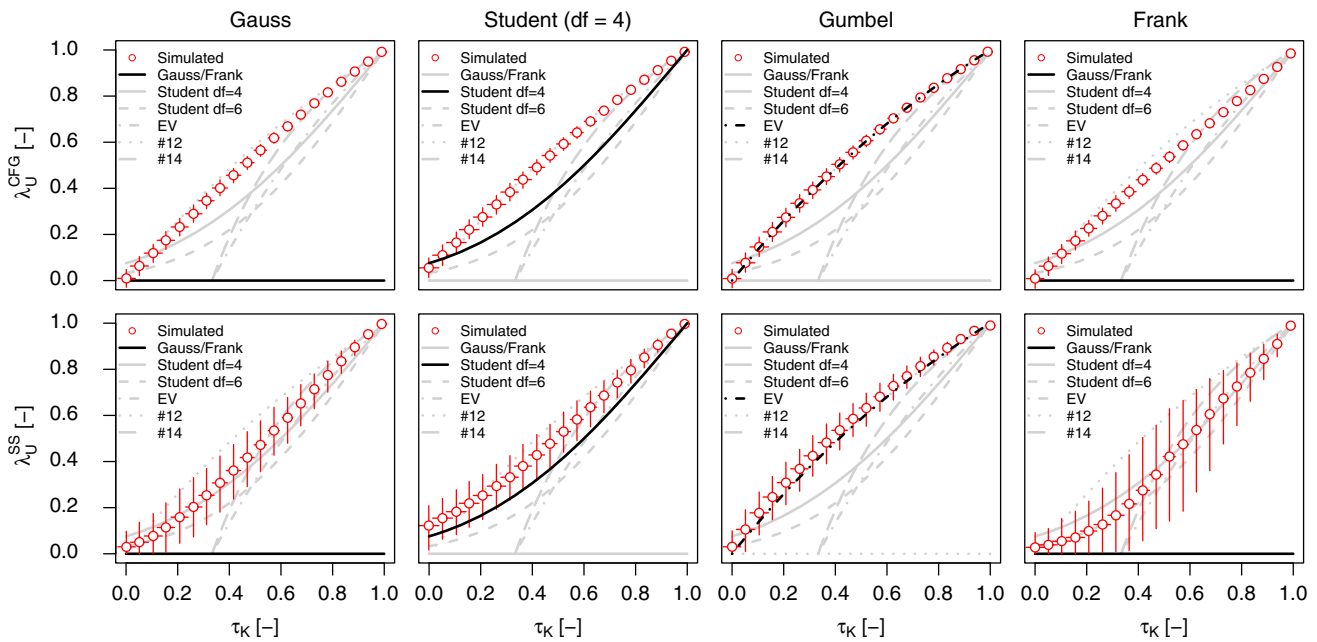 Gauss
Student (df = 4)
Gumbel
Frank
λ_U^CFG [–]
1.0
0.8
0.6
0.4
0.2
0.0
Simulated
Gauss/Frank
Student df=4
Student df=6
EV
#12
#14
Simulated
Gauss/Frank
Student df=4
Student df=6
EV
#12
#14
Simulated
Gauss/Frank
Student df=4
Student df=6
EV
#12
#14
Simulated
Gauss/Frank
Student df=4
Student df=6
EV
#12
#14
λ_U^SS [–]
1.0
0.8
0.6
0.4
0.2
0.0
Simulated
Gauss/Frank
Student df=4
Student df=6
EV
#12
#14
Simulated
Gauss/Frank
Student df=4
Student df=6
EV
#12
#14
Simulated
Gauss/Frank
Student df=4
Student df=6
EV
#12
#14
Simulated
Gauss/Frank
Student df=4
Student df=6
EV
#12
#14
0.0 0.2 0.4 0.6 0.8 1.0
0.0 0.2 0.4 0.6 0.8 1.0
0.0 0.2 0.4 0.6 0.8 1.0
0.0 0.2 0.4 0.6 0.8 1.0
τ_K [–]
τ_K [–]
τ_K [–]
τ_K [–]